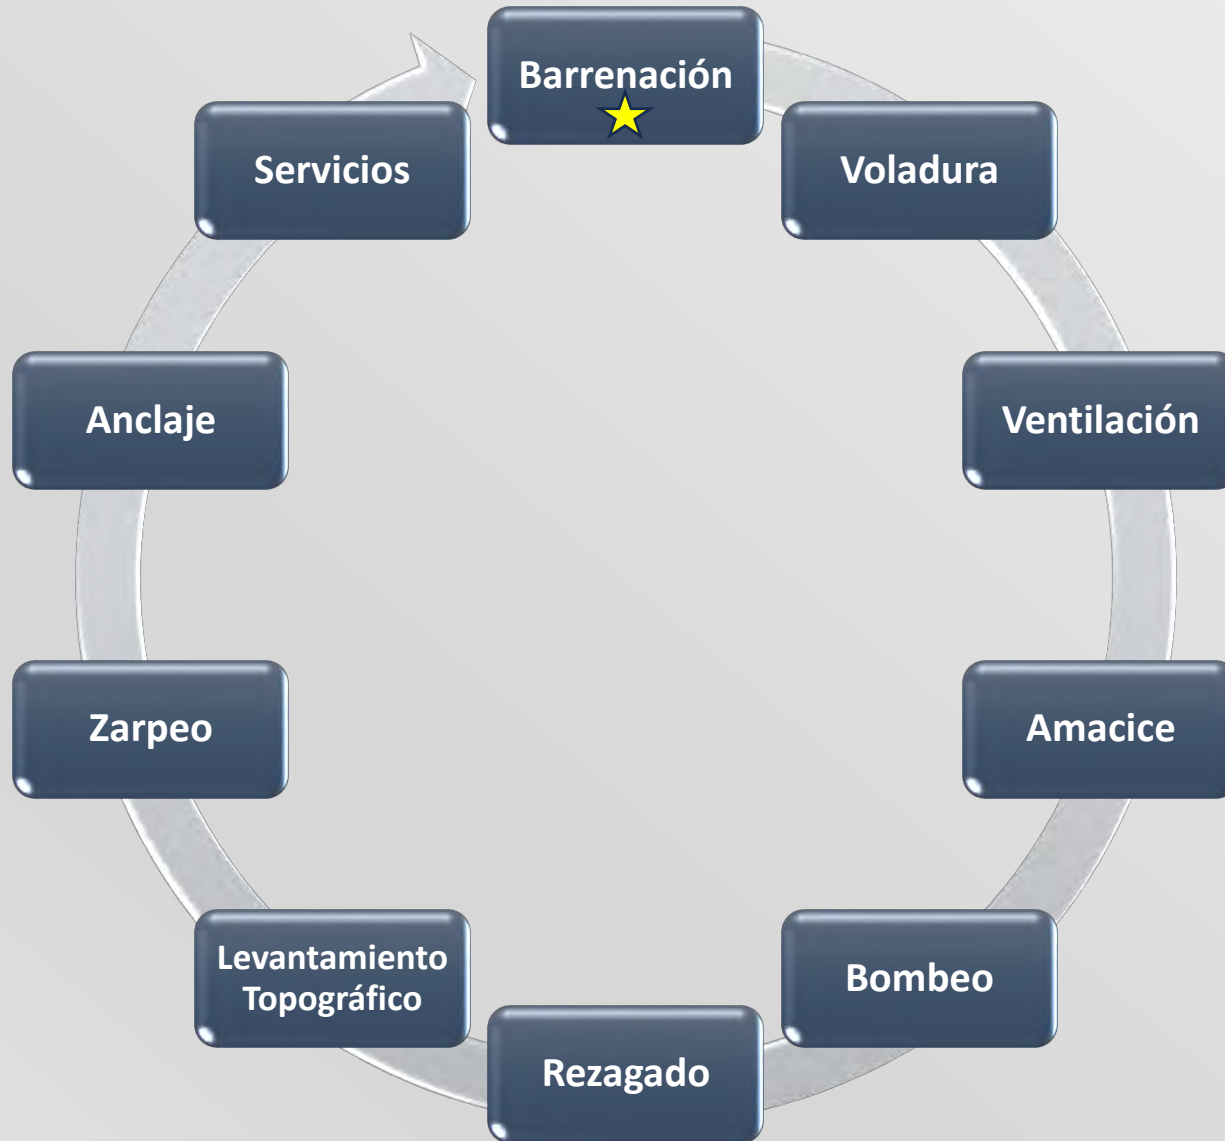 Barrenación
Voladura
Ventilación
Amacice
Bombeo
Rezagado
Levantamiento
Topográfico
Zarpeo
Anclaje
Servicios